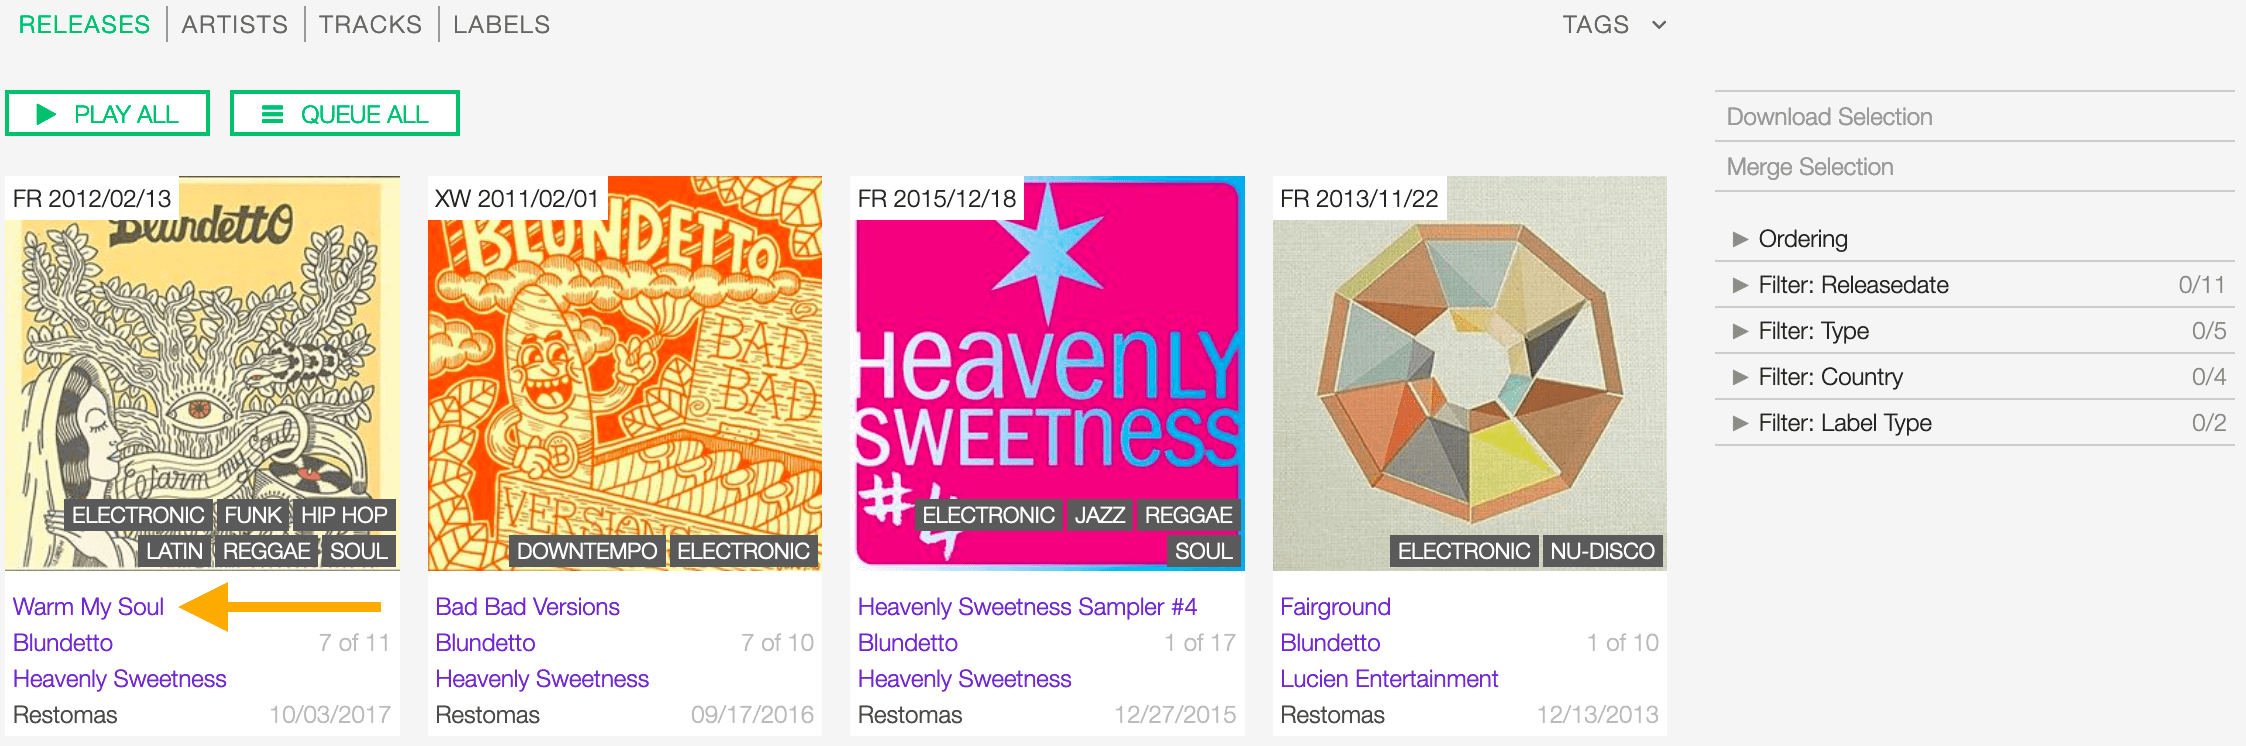 RELEASES ARTISTS TRACKS LABELS TAGS
PLAY ALL QUEUE ALL
Download Selection
Merge Selection
Ordering
Filter: Releasedate 0/11
Filter: Type 0/5
Filter: Country 0/4
Filter: Label Type 0/2
FR 2012/02/13
Blundetto
Warm my Soul
ELECTRONIC FUNK HIP HOP
LATIN REGGAE SOUL
Warm My Soul
Blundetto 7 of 11
Heavenly Sweetness
Restomas 10/03/2017
XW 2011/02/01
BLUNDETTO
BAD
BAD
VERSIONS
B
DOWNTEMPO ELECTRONIC
Bad Bad Versions
Blundetto 7 of 10
Heavenly Sweetness
Restomas 09/17/2016
FR 2015/12/18
HeavenLY
SWEETness
#4
ELECTRONIC JAZZ REGGAE
SOUL
Heavenly Sweetness Sampler #4
Blundetto 1 of 17
Heavenly Sweetness
Restomas 12/27/2015
FR 2013/11/22
ELECTRONIC NU-DISCO
Fairground
Blundetto 1 of 10
Lucien Entertainment
Restomas 12/13/2013